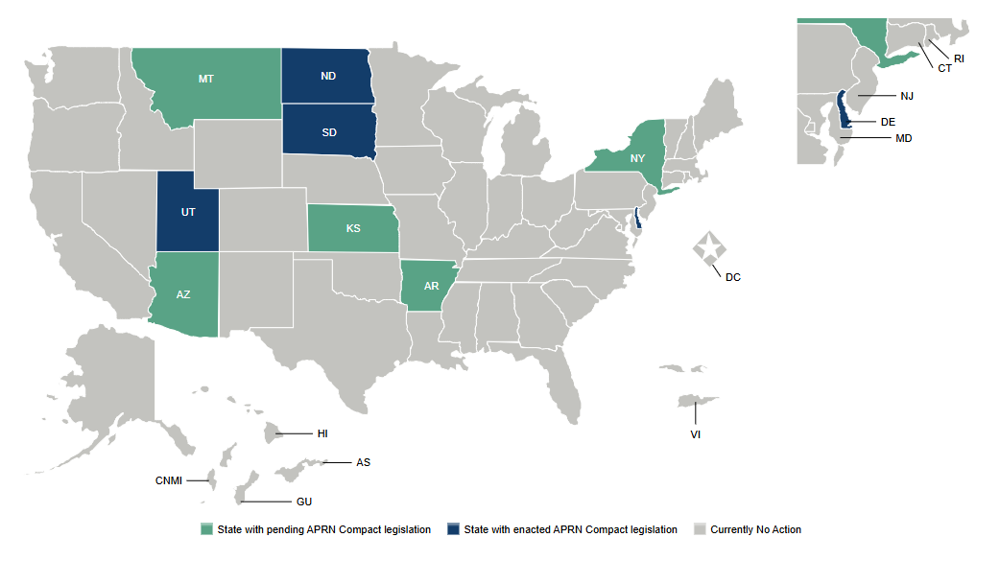 RI
CT
MT
ND
NJ
DE
SD
MD
NY
UT
KS
DC
AR
AZ
HI
VI
AS
CNMI
GU
State with pending APRN Compact legislation
State with enacted APRN Compact legislation
Currently No Action